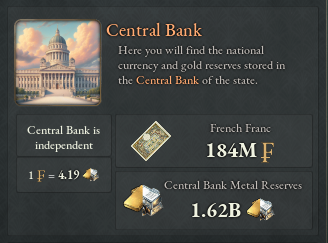 Central Bank
Here you will find the national
currency and gold reserves stored in
the Central Bank of the state.
Central Bank is
independent
1 ₣ = 4.19
French Franc
184M ₣
Central Bank Metal Reserves
1.62B